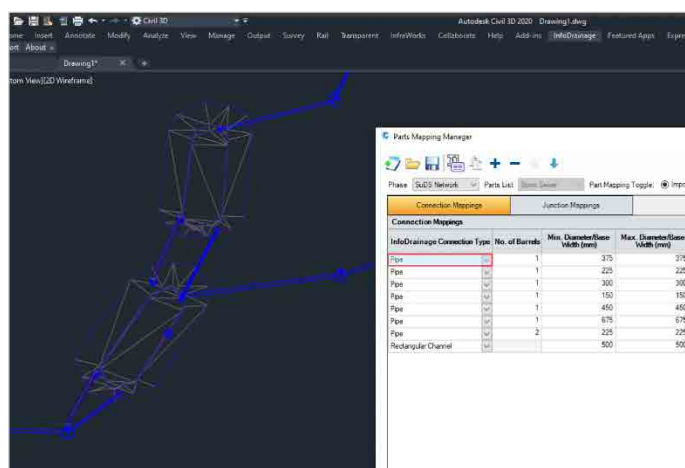 Civil 3D
Autodesk Civil 3D 2020 Drawing1.dwg
ome Insert Annotate Modify Analyze View Manage Output Survey Rail Transparent InfraWorks Collaborate Help Add-ins InfoDrainage Featured Apps Expre
ort About
Drawing1*
tom View][2D Wireframe]
Parts Mapping Manager
Phase SuDS Network Parts List Storm Sewer Part Mapping Toggle: Impo
Connection Mappings Junction Mappings
Connection Mappings
InfoDrainage Connection Type No. of Barrels Min. Diameter/Base Width (mm) Max. Diameter/Base Width (mm)
Pipe 1 375 375
Pipe 1 225 225
Pipe 1 300 300
Pipe 1 150 150
Pipe 1 450 450
Pipe 1 675 675
Pipe 2 225 225
Rectangular Channel 500 500